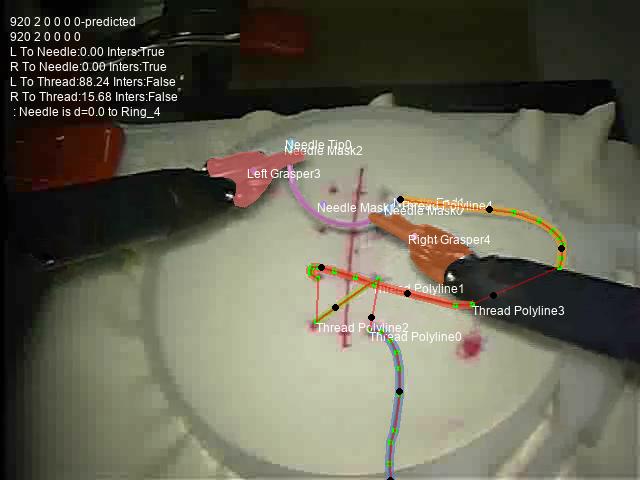 920 2 0 0 0 0-predicted
920 2 0 0 0 0
L To Needle:0.00 Inters:True
R To Needle:0.00 Inters:True
L To Thread:88.24 Inters:False
R To Thread:15.68 Inters:False
: Needle is d=0.0 to Ring_4
Needle Tip0
Needle Mask2
Left Grasper3
Needle Mask
Thread Polyline4
Needle Mask0
Right Grasper4
Thread Polyline1
Thread Polyline3
Thread Polyline2
Thread Polyline0